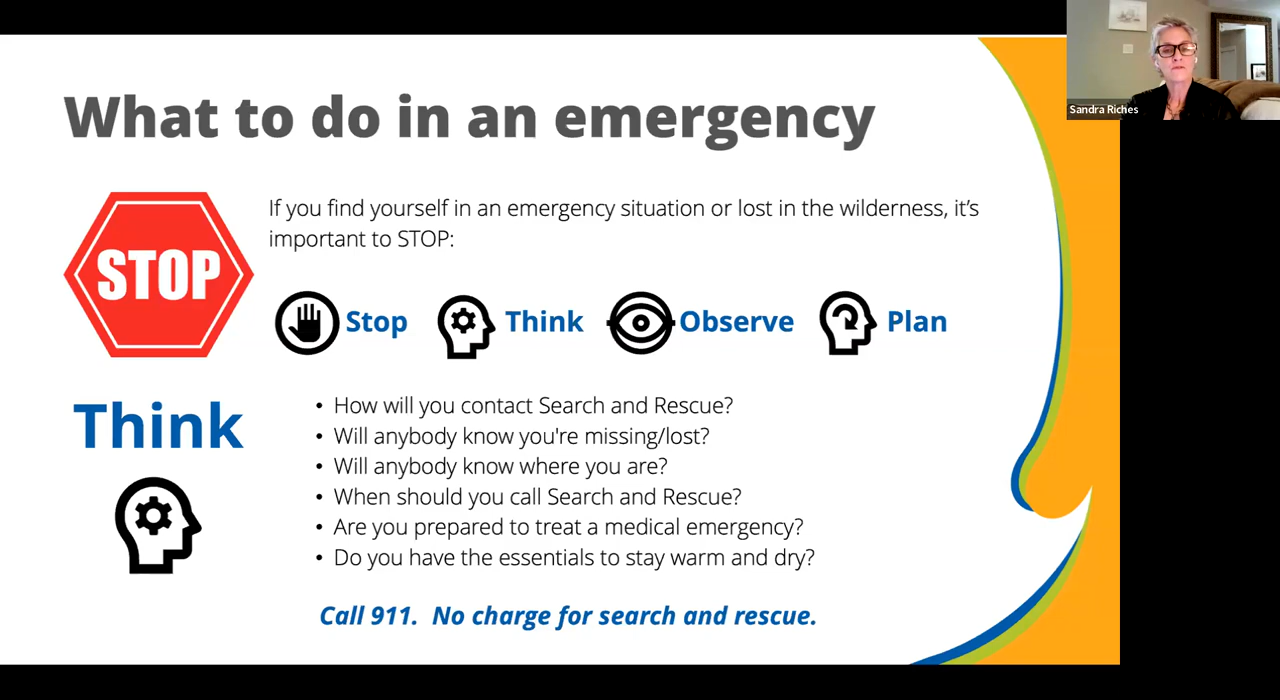 Sandra Riches
What to do in an emergency
STOP
If you find yourself in an emergency situation or lost in the wilderness, it's
important to STOP:
Stop Think Observe Plan
Think
• How will you contact Search and Rescue?
• Will anybody know you're missing/lost?
• Will anybody know where you are?
• When should you call Search and Rescue?
• Are you prepared to treat a medical emergency?
• Do you have the essentials to stay warm and dry?
Call 911. No charge for search and rescue.